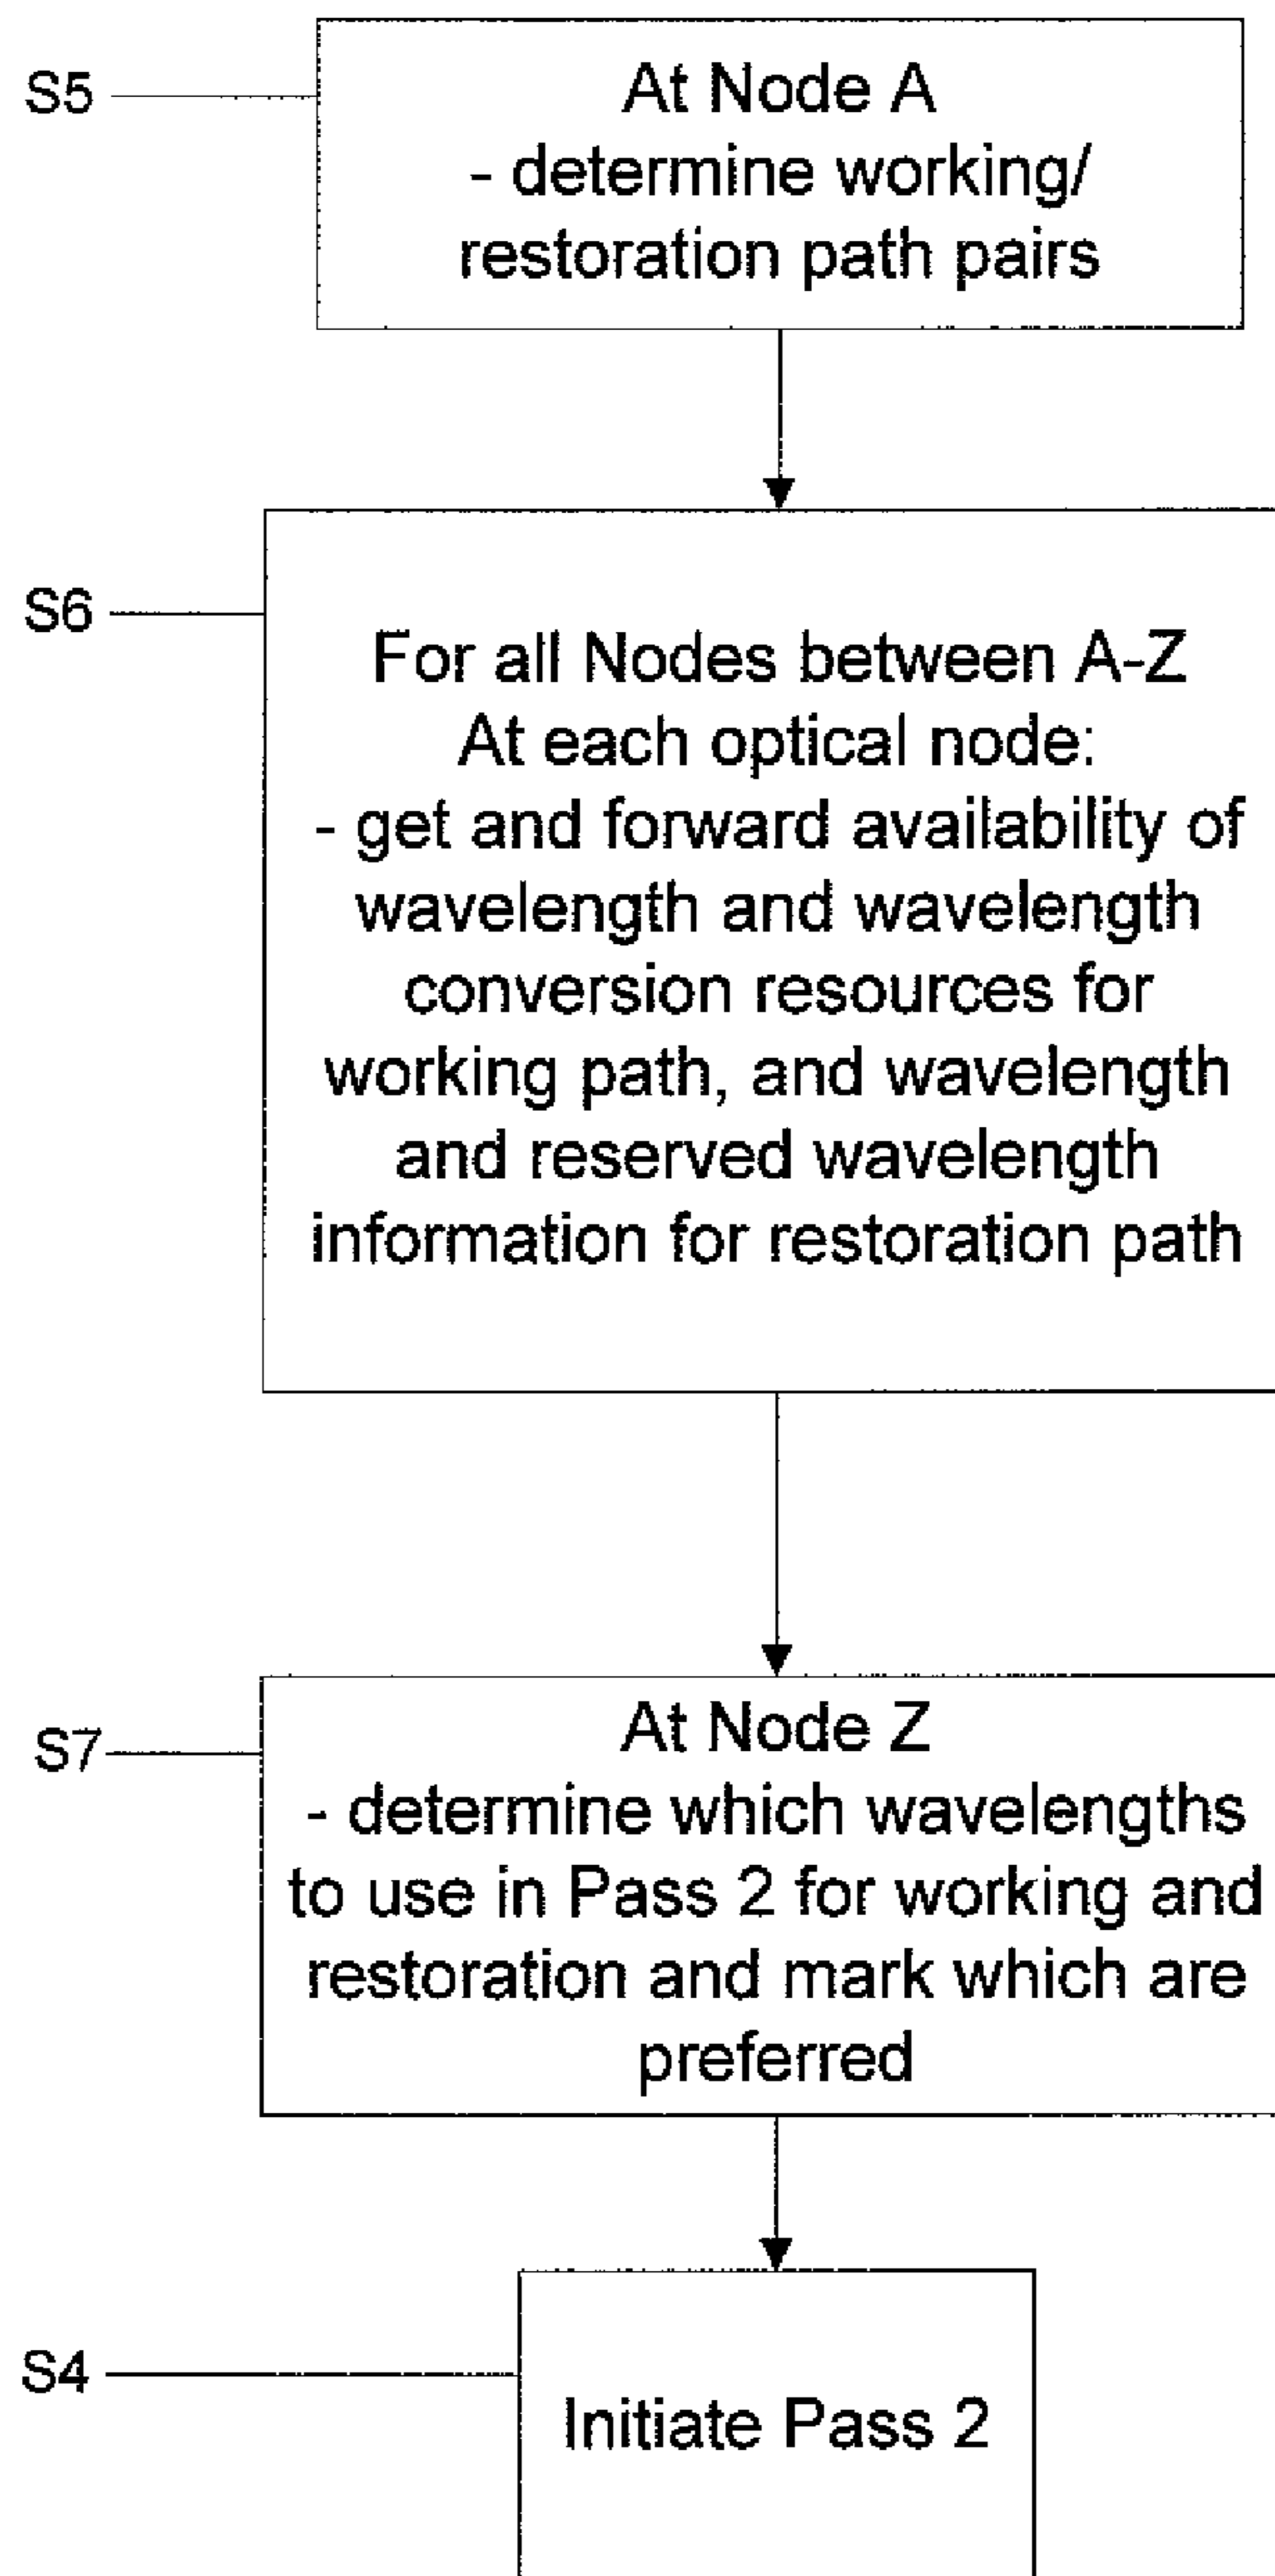 S5
At Node A
- determine working/
restoration path pairs
S6
For all Nodes between A-Z
At each optical node:
- get and forward availability of
wavelength and wavelength
conversion resources for
working path, and wavelength
and reserved wavelength
information for restoration path
S7
At Node Z
- determine which wavelengths
to use in Pass 2 for working and
restoration and mark which are
preferred
S4
Initiate Pass 2